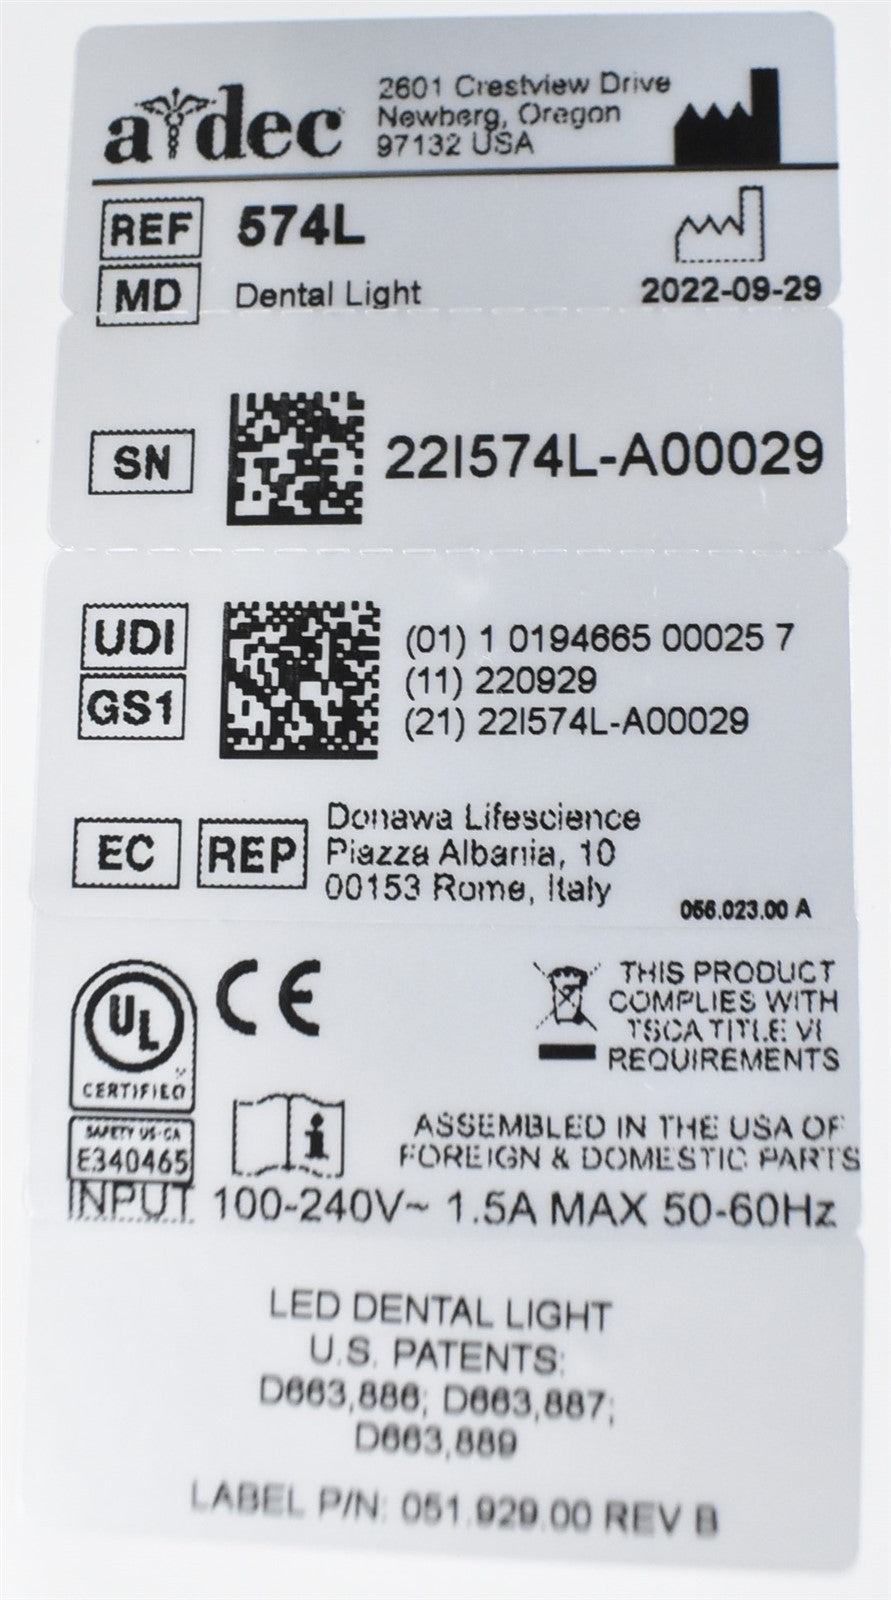 a dec
2601 Crestview Drive
Newberg, Oregon
97132 USA
REF 574L
MD Dental Light
2022-09-29
SN 22I574L-A00029
UDI
GS1
(01) 1 0194665 00025 7
(11) 220929
(21) 22I574L-A00029
EC REP
Donawa Lifescience
Piazza Albania, 10
00153 Rome, Italy
056.023.00 A
UL
CERTIFIED
SAFETY US-CA
E340465
CE
THIS PRODUCT
COMPLIES WITH
TSCA TITLE VI
REQUIREMENTS
ASSEMBLED IN THE USA OF
FOREIGN & DOMESTIC PARTS
INPUT 100-240V~ 1.5A MAX 50-60Hz
LED DENTAL LIGHT
U.S. PATENTS:
D663,886; D663,887;
D663,889
LABEL P/N: 051.929.00 REV B